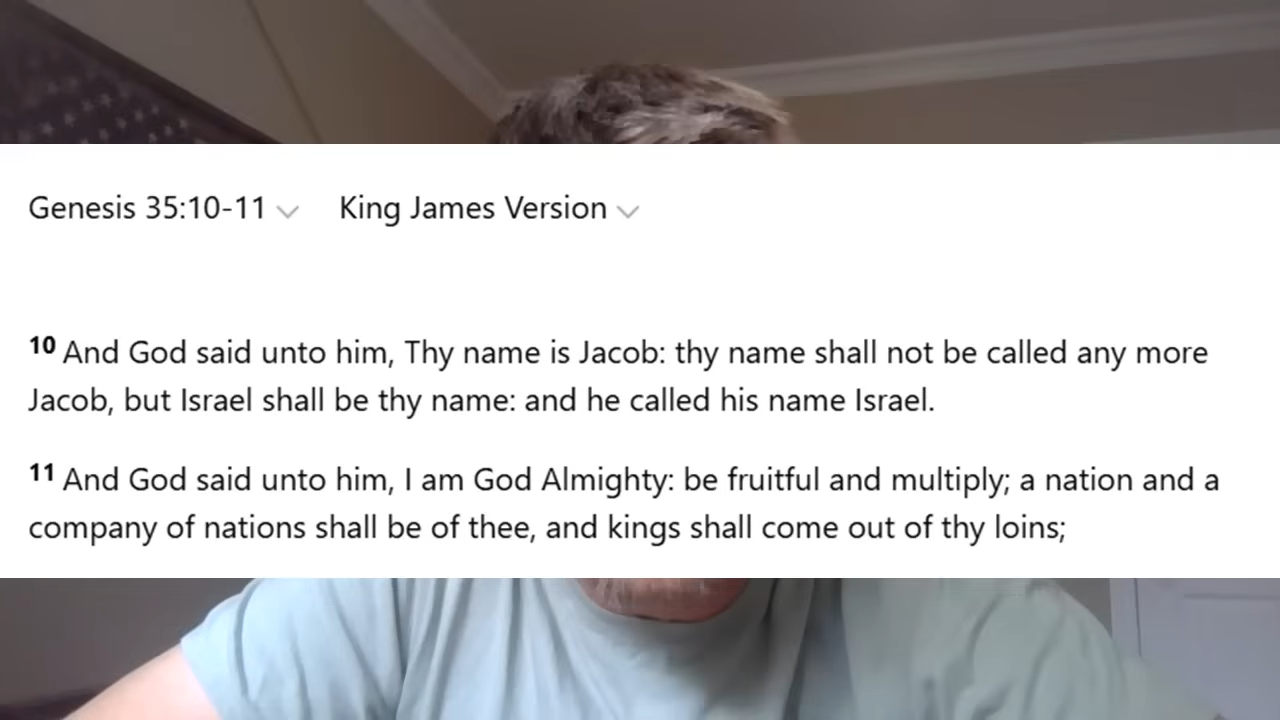 Genesis 35:10-11 King James Version
10 And God said unto him, Thy name is Jacob: thy name shall not be called any more
Jacob, but Israel shall be thy name: and he called his name Israel.
11 And God said unto him, I am God Almighty: be fruitful and multiply; a nation and a
company of nations shall be of thee, and kings shall come out of thy loins;